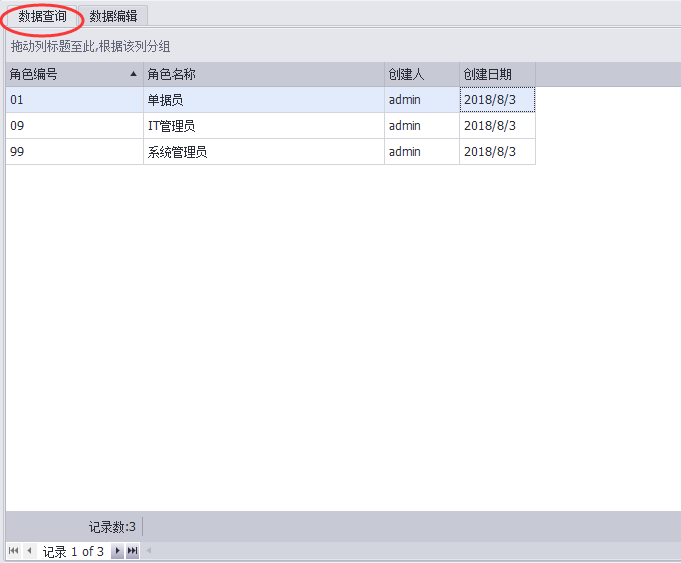 数据查询 数据编辑
拖动列标题至此,根据该列分组
角色编号 角色名称 创建人 创建日期
01 单据员 admin 2018/8/3
09 IT管理员 admin 2018/8/3
99 系统管理员 admin 2018/8/3
记录数:3
记录 1 of 3